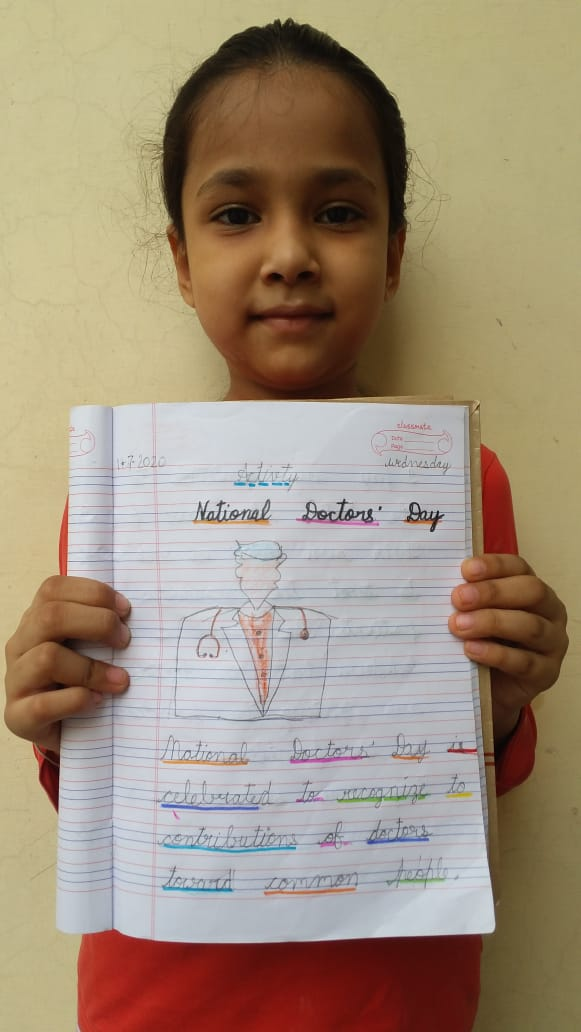 classmate
Date
Page
1-7-2020 wednesday
Activity
National Doctors' Day
National Doctors' Day is
celebrated to recognize to
contributions of doctors
toward common people.